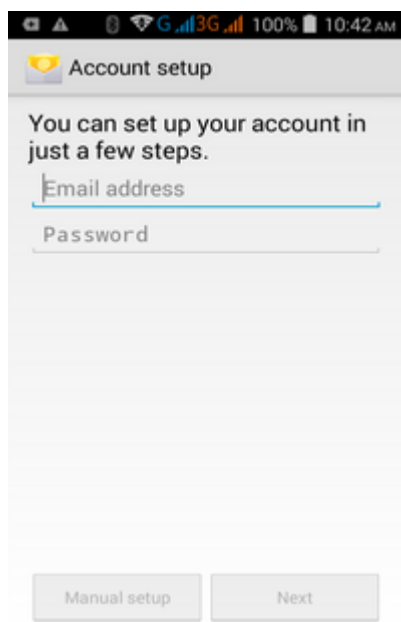 G 3G 100% 10:42 AM
Account setup
You can set up your account in
just a few steps.
Email address
Password
Manual setup
Next